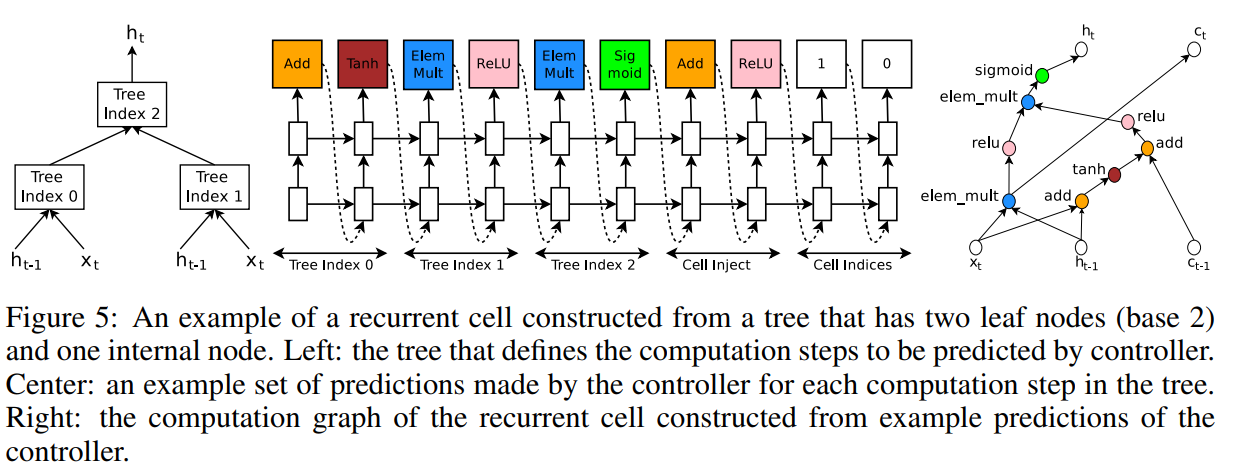 h_t
Tree
Index 2
Tree
Index 0
Tree
Index 1
h_{t-1}
x_t
h_{t-1}
x_t
Add
Tanh
Elem
Mult
ReLU
Elem
Mult
Sig
moid
Add
ReLU
1
0
Tree Index 0
Tree Index 1
Tree Index 2
Cell Inject
Cell Indices
h_t
c_t
sigmoid
elem_mult
relu
relu
add
tanh
elem_mult
add
x_t
h_{t-1}
c_{t-1}
Figure 5: An example of a recurrent cell constructed from a tree that has two leaf nodes (base 2)
and one internal node. Left: the tree that defines the computation steps to be predicted by controller.
Center: an example set of predictions made by the controller for each computation step in the tree.
Right: the computation graph of the recurrent cell constructed from example predictions of the
controller.